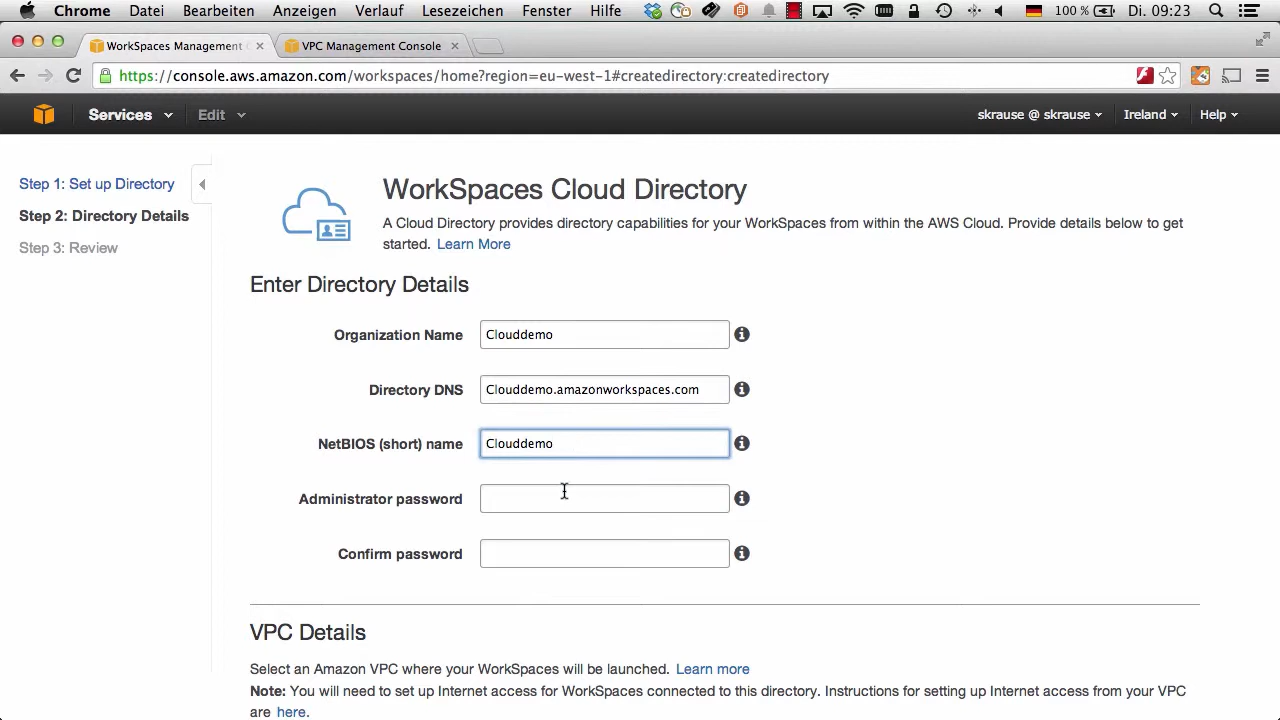 Chrome Datei Bearbeiten Anzeigen Verlauf Lesezeichen Fenster Hilfe 100 % Di. 09:23
WorkSpaces Management VPC Management Console
https://console.aws.amazon.com/workspaces/home?region=eu-west-1#createdirectory:createdirectory
Services Edit skrause @ skrause Ireland Help
Step 1: Set up Directory
Step 2: Directory Details
Step 3: Review
WorkSpaces Cloud Directory
A Cloud Directory provides directory capabilities for your WorkSpaces from within the AWS Cloud. Provide details below to get
started. Learn More
Enter Directory Details
Organization Name Clouddemo
Directory DNS Clouddemo.amazonworkspaces.com
NetBIOS (short) name Clouddemo
Administrator password
Confirm password
VPC Details
Select an Amazon VPC where your WorkSpaces will be launched. Learn more
Note: You will need to set up Internet access for WorkSpaces connected to this directory. Instructions for setting up Internet access from your VPC
are here.